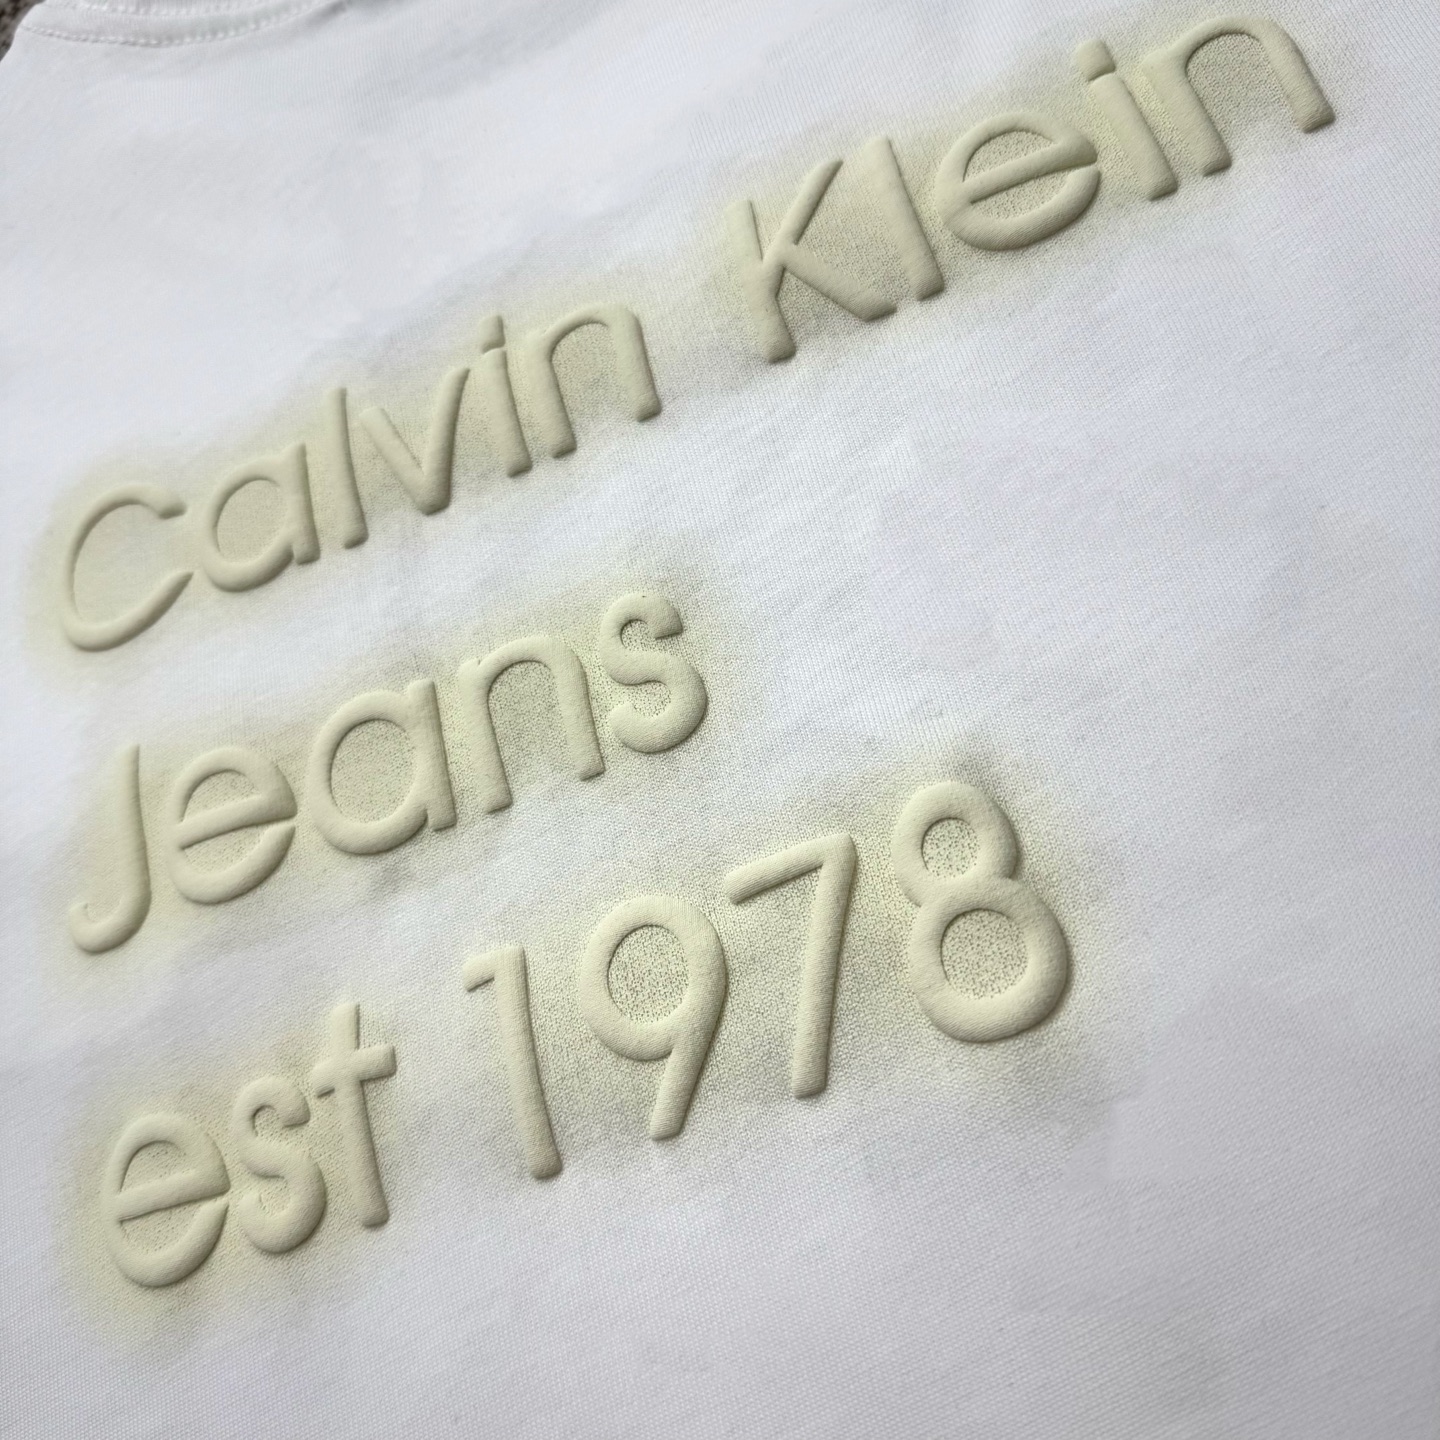 Calvin Klein
Jeans
est 1978